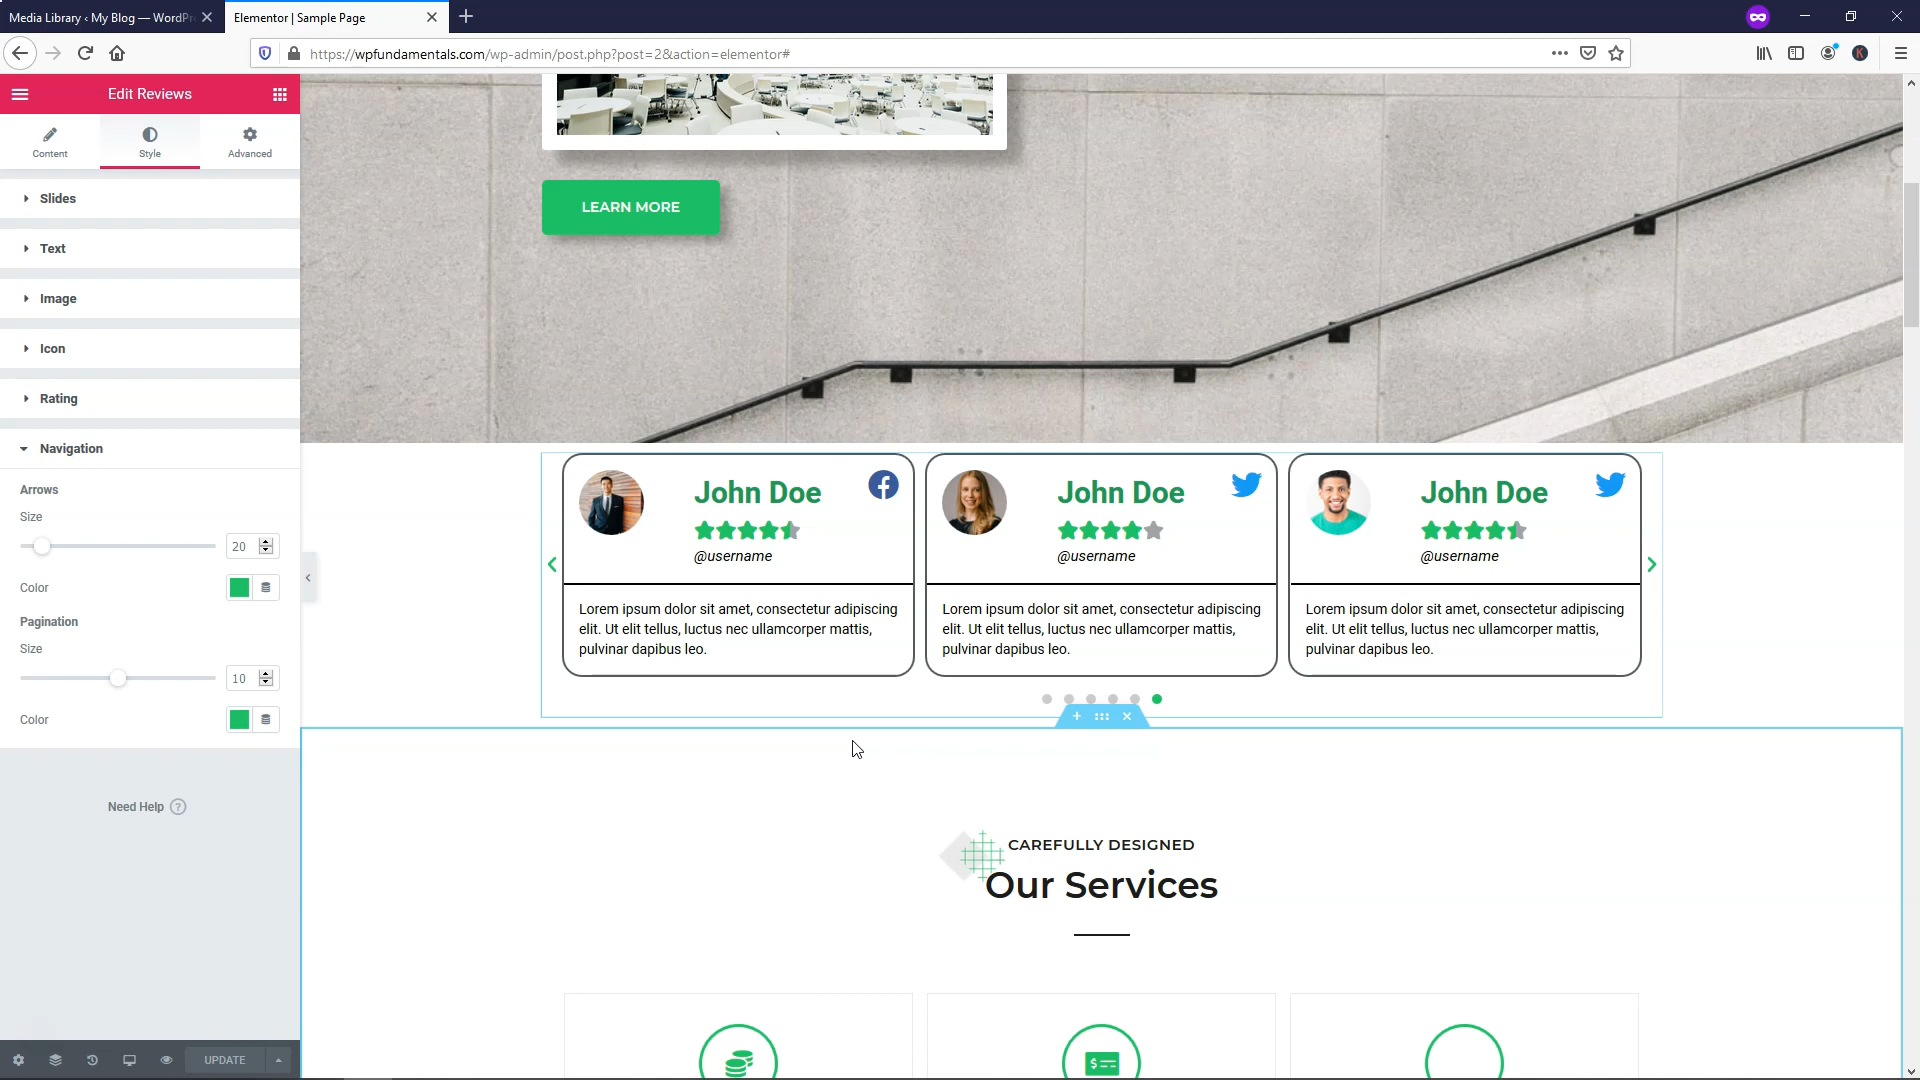 Media Library ‹ My Blog — WordPr
Elementor | Sample Page
https://wpfundamentals.com/wp-admin/post.php?post=2&action=elementor#
Edit Reviews
Content
Style
Advanced
Slides
Text
Image
Icon
Rating
Navigation
Arrows
Size
20
Color
Pagination
Size
10
Color
Need Help ?
UPDATE
LEARN MORE
John Doe
@username
Lorem ipsum dolor sit amet, consectetur adipiscing
elit. Ut elit tellus, luctus nec ullamcorper mattis,
pulvinar dapibus leo.
John Doe
@username
Lorem ipsum dolor sit amet, consectetur adipiscing
elit. Ut elit tellus, luctus nec ullamcorper mattis,
pulvinar dapibus leo.
John Doe
@username
Lorem ipsum dolor sit amet, consectetur adipiscing
elit. Ut elit tellus, luctus nec ullamcorper mattis,
pulvinar dapibus leo.
CAREFULLY DESIGNED
Our Services